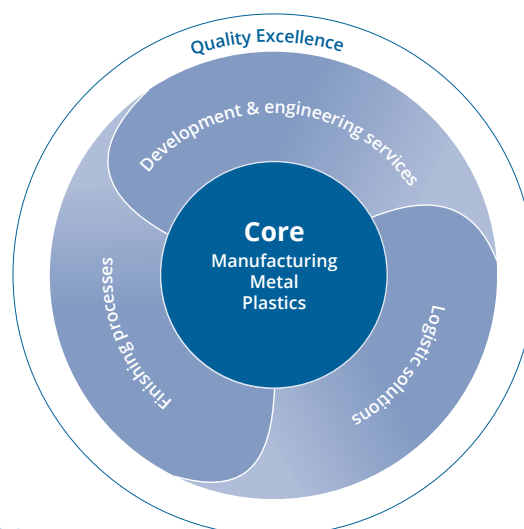 Quality Excellence
Development & engineering services
Core
Manufacturing
Metal
Plastics
Finishing processes
Logistic solutions